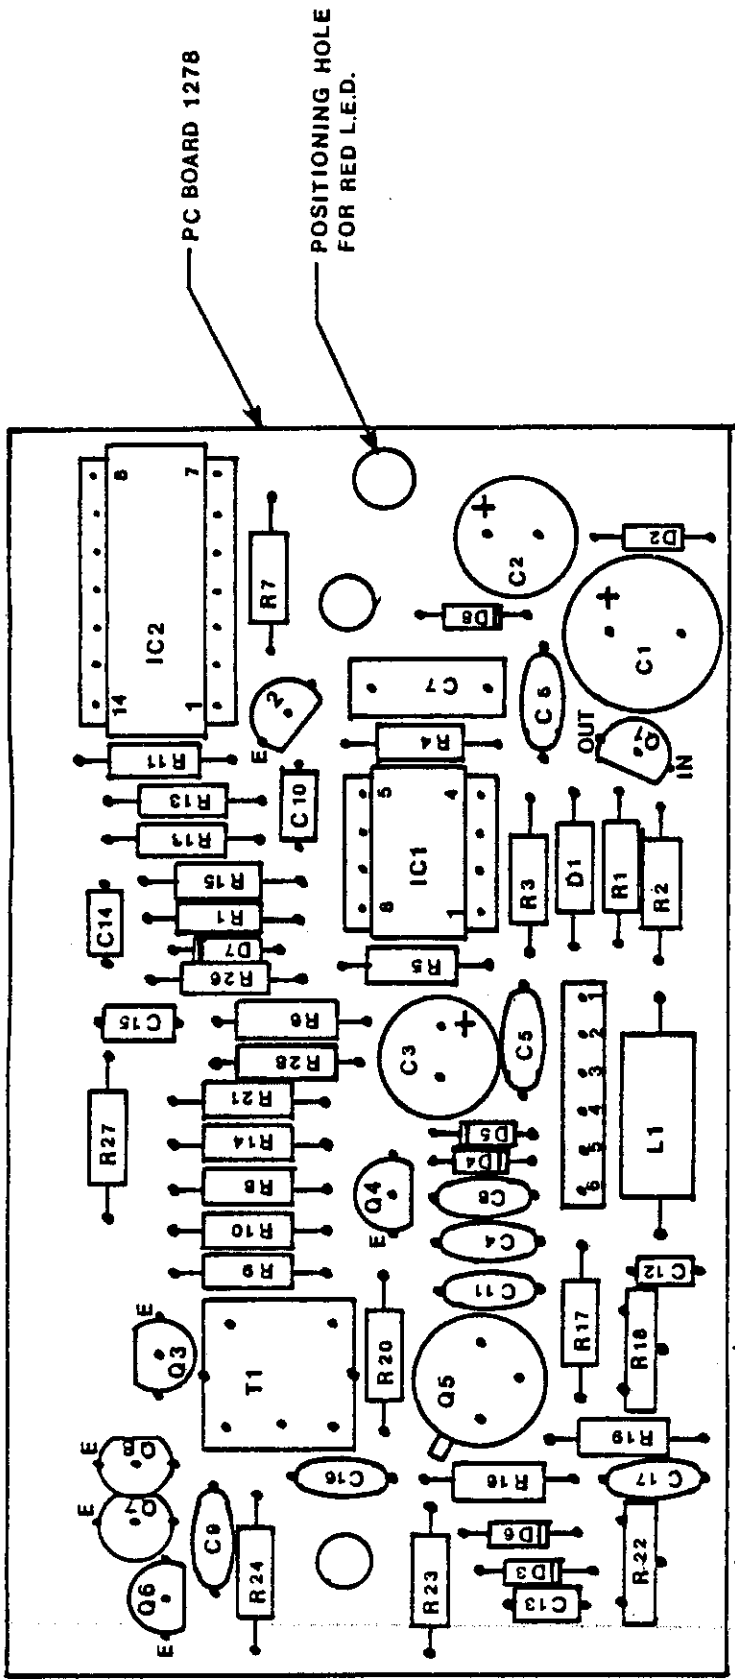 PC BOARD 1278
POSITIONING HOLE
FOR RED L.E.D.
14
8
IC2
1
7
R7
2
E
R11
R13
R13
C10
R15
R1
D7
R26
C14
C15
R27
R6
R28
R21
R14
R8
R10
R9
E
Q3
T1
E
Q8
E
Q7
Q6
E
C9
R24
C16
R20
Q4
E
C7
R4
8
5
IC1
1
4
R5
C3
+
C5
D5
D4
C8
C4
C11
Q5
R16
R23
D6
D3
C13
D8
+
C2
D2
+
C1
C5
OUT
IN
R3
D1
R1
R2
6
5
4
3
2
1
L1
R17
C12
R18
R19
C17
R-22